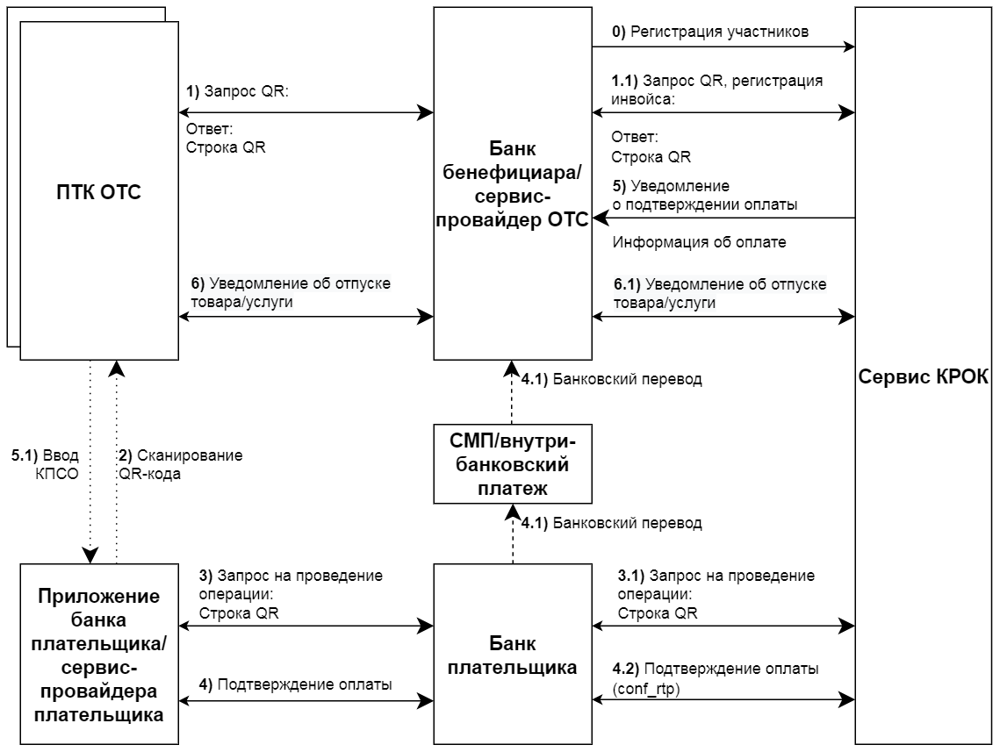 0) Регистрация участников
1) Запрос QR:
Ответ:
Строка QR
1.1) Запрос QR, регистрация
инвойса:
Ответ:
Строка QR
ПТК ОТС
Банк
бенефициара/
сервис-
провайдер ОТС
5) Уведомление
о подтверждении оплаты
Информация об оплате
6) Уведомление об отпуске
товара/услуги
6.1) Уведомление об отпуске
товара/услуги
Сервис КРОК
4.1) Банковский перевод
СМП/внутри-
банковский
платеж
5.1) Ввод
КПСО
2) Сканирование
QR-кода
4.1) Банковский перевод
Приложение
банка
плательщика/
сервис-
провайдера
плательщика
3) Запрос на проведение
операции:
Строка QR
4) Подтверждение оплаты
Банк
плательщика
3.1) Запрос на проведение
операции:
Строка QR
4.2) Подтверждение оплаты
(conf_rtp)